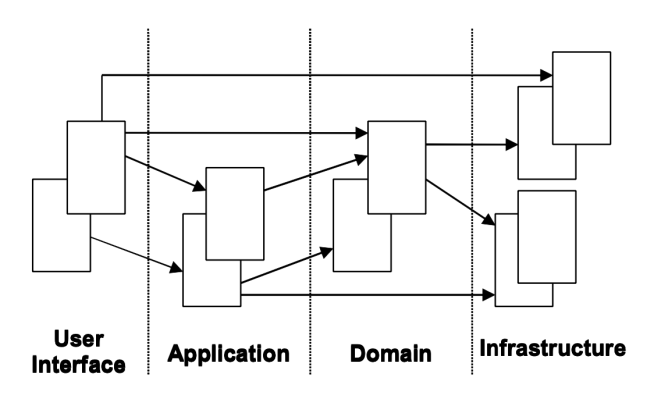 User
Interface
Application
Domain
Infrastructure